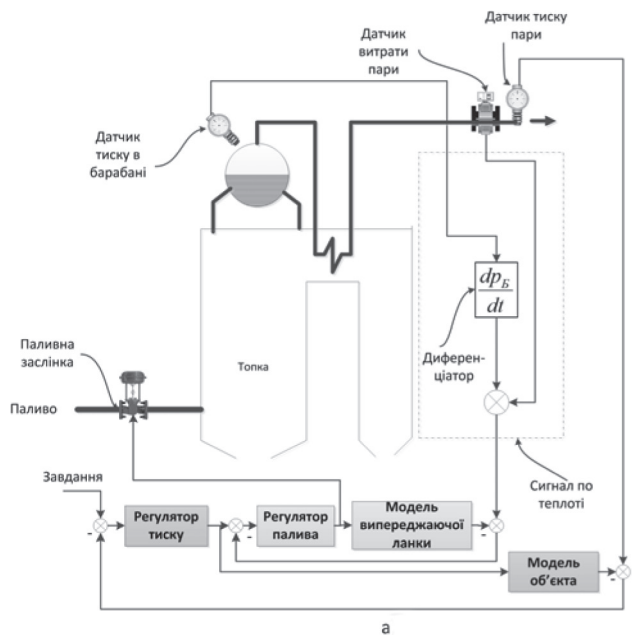 Датчик
витрати
пари
Датчик тиску
пари
Датчик
тиску в
барабані
dp_Б
dt
Диферен-
ціатор
Паливна
заслінка
Топка
Паливо
Сигнал по
теплоті
Завдання
Регулятор
тиску
Регулятор
палива
Модель
випереджаючої
ланки
Модель
об’єкта
-
-
-
-
а